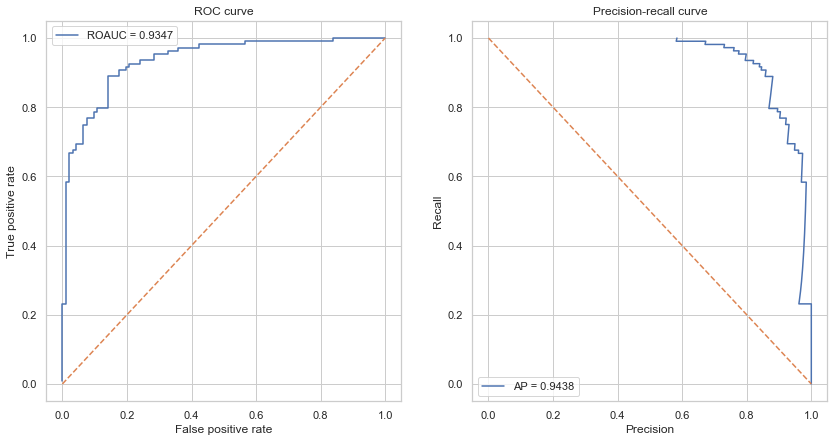 ROC curve
ROAUC = 0.9347
1.0
0.8
0.6
0.4
0.2
0.0
True positive rate
0.0 0.2 0.4 0.6 0.8 1.0
False positive rate
Precision-recall curve
1.0
0.8
0.6
0.4
0.2
0.0
Recall
AP = 0.9438
0.0 0.2 0.4 0.6 0.8 1.0
Precision